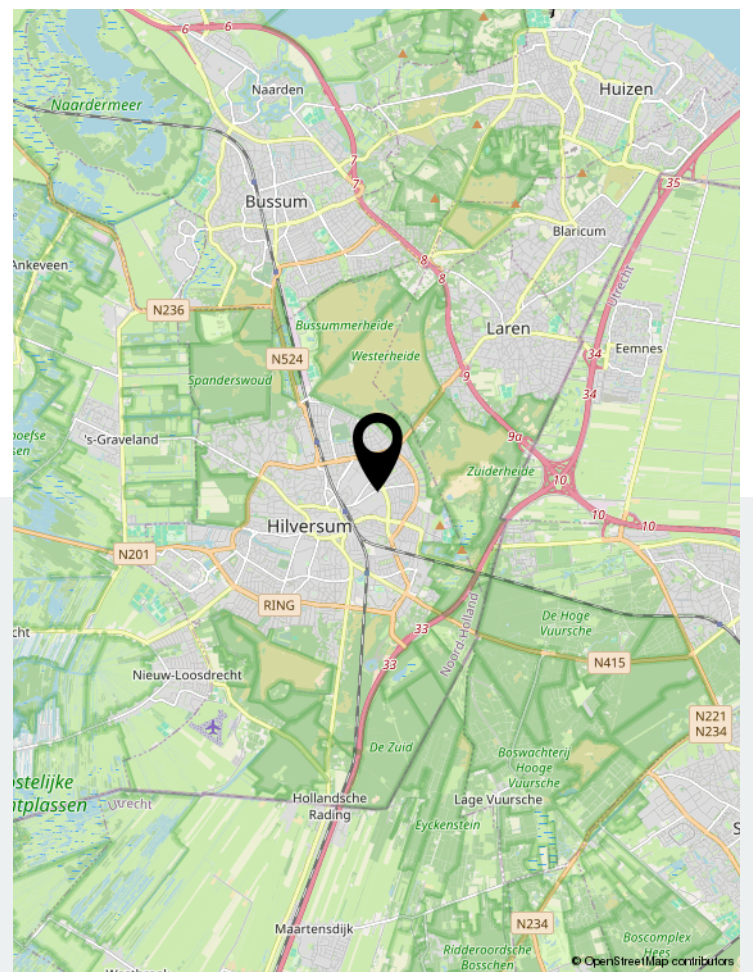 6
6
Naarden
Huizen
Naardermeer
7
7
35
Bussum
Blaricum
Ankeveen
8
8
Utrecht
N236
Bussummerheide
Laren
Eemnes
N524
Westerheide
34
Spanderswoud
9
34
's-Graveland
9a
Zuiderheide
10
10
10
Hilversum
N201
RING
De Hoge
Vuursche
33
33
Noord-Holland
N415
Nieuw-Loosdrecht
N221
N234
De Zuid
Boswachterij
Hooge
Vuursche
Hollandsche
Rading
Lage Vuursche
Utrecht
Eyckenstein
N234
Maartensdijk
Ridderoordsche
Bosschen
Boscomplex
Hees
© OpenStreetMap contributors